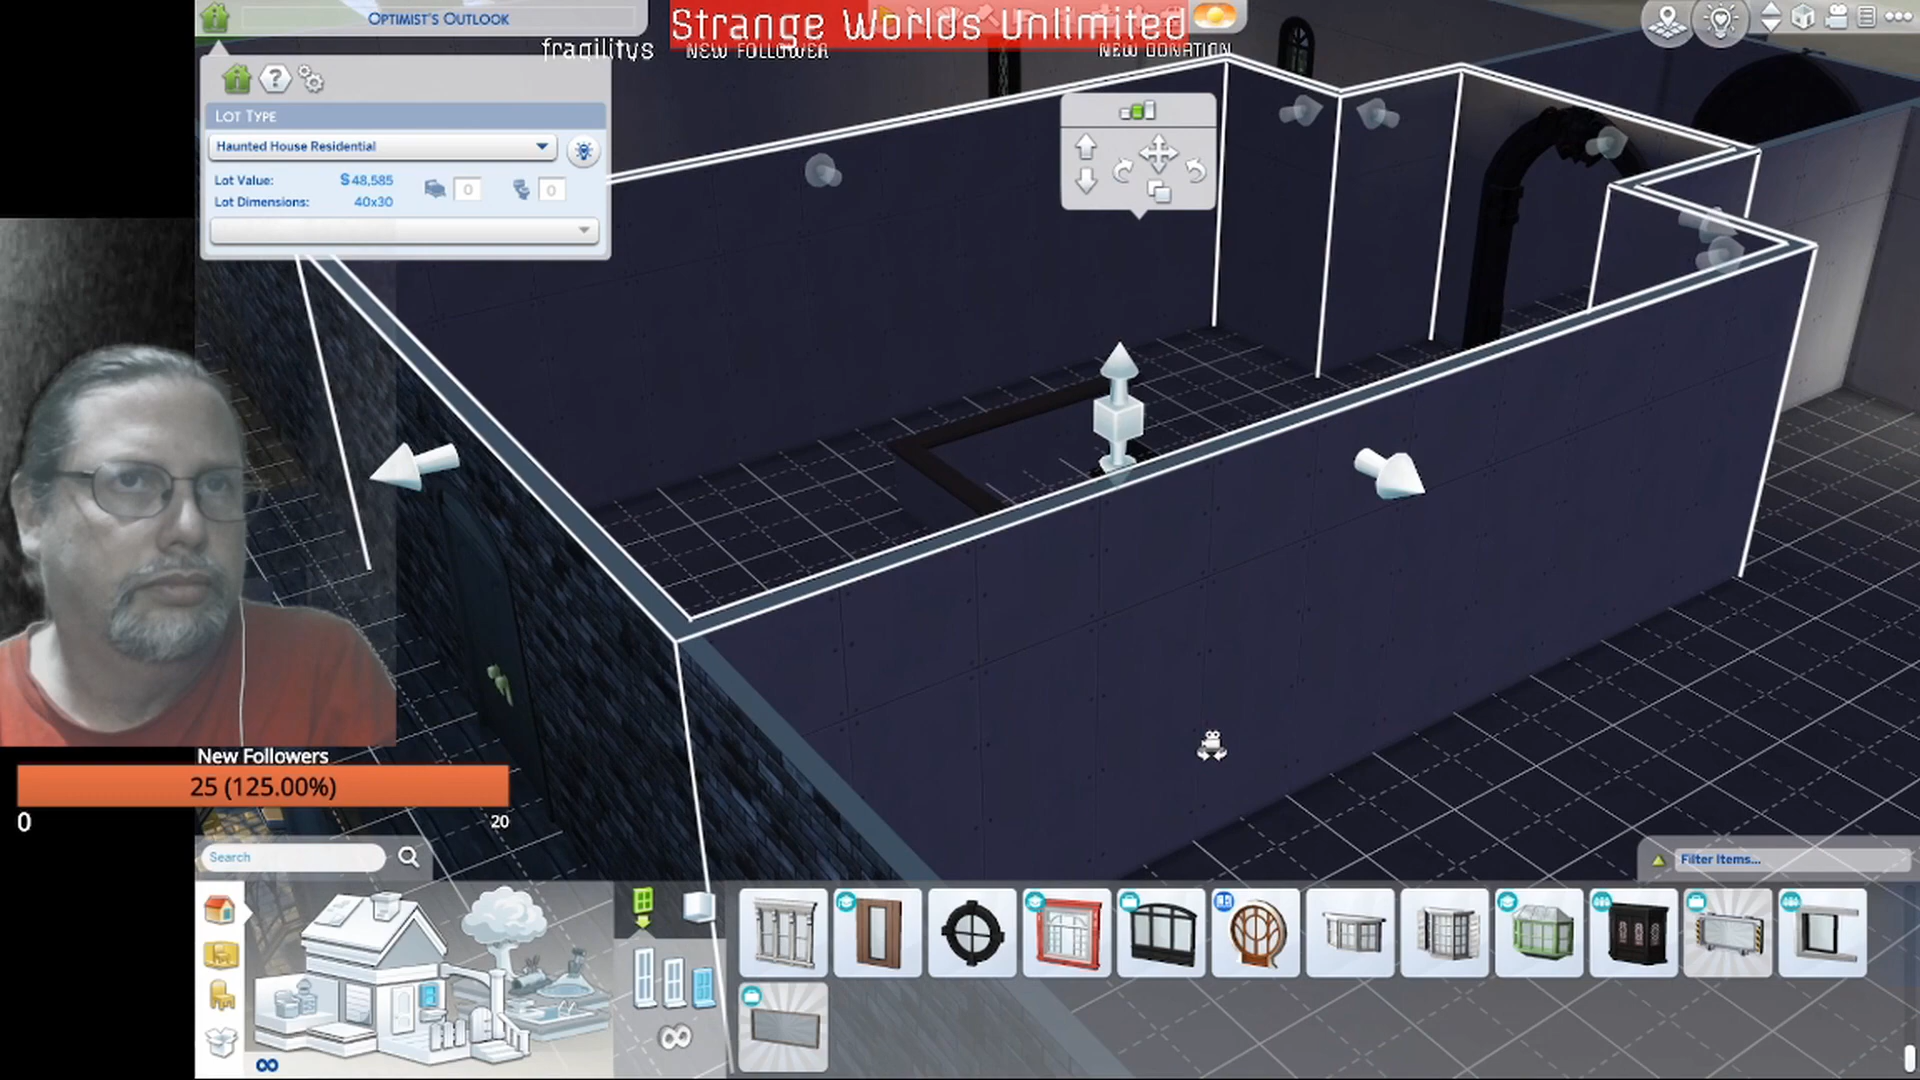 OPTIMIST'S OUTLOOK
Strange Worlds Unlimited
fragilitys NEW FOLLOWER
NEW DONATION
LOT TYPE
Haunted House Residential
Lot Value: §48,585
0
0
Lot Dimensions: 40x30
New Followers
25 (125.00%)
0
20
Search
Filter Items...